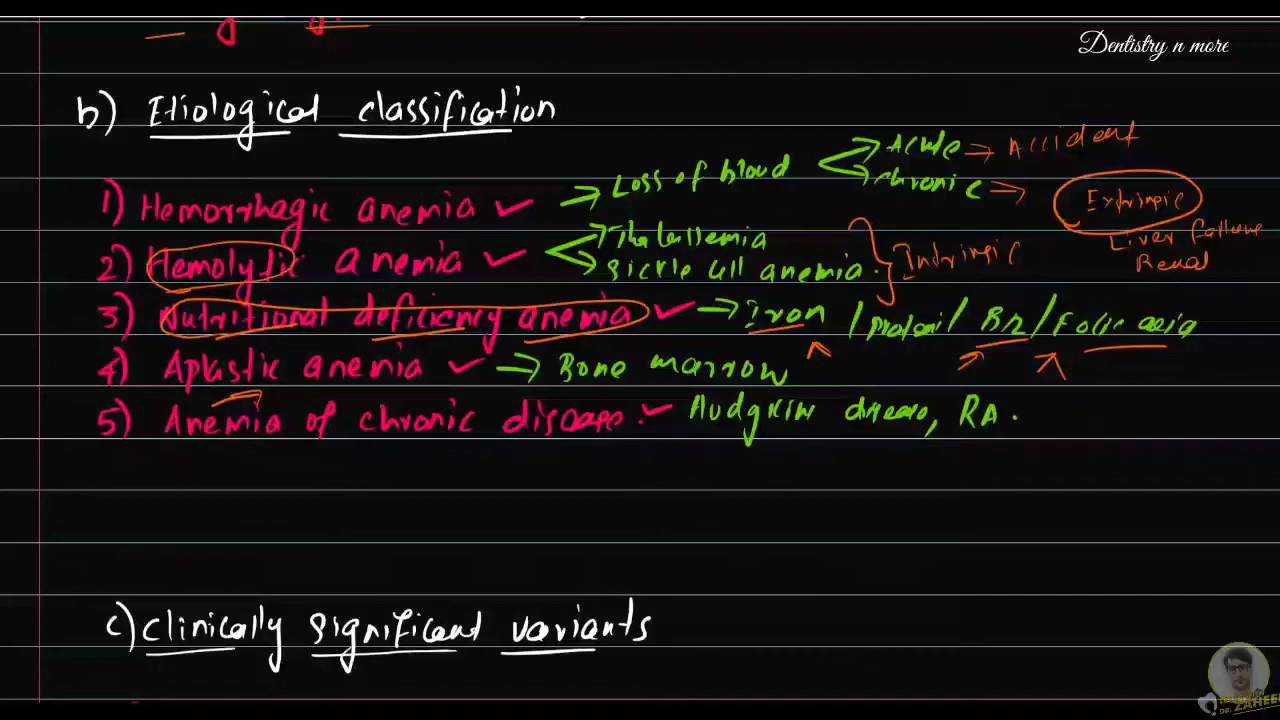 Dentistry n more
b) Etiological classification
1) Hemorrhagic anemia ✓ → Loss of blood
Acute → Accident
chronic →
Extrinsic
Liver failure
Renal
2) Hemolytic anemia ✓
Thalassemia
Sickle cell anemia.
Intrinsic
3) Nutritional deficiency anemia ✓ → Iron / protein / B12 / Folic acid
4) Aplastic anemia ✓ → Bone marrow
5) Anemia of chronic disease. ✓ Hodgkin disease, RA.
c) Clinically significant variants
DR. ZAHEER